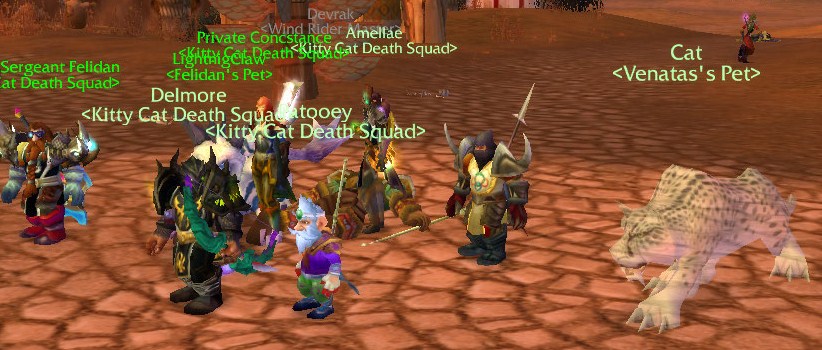 Devrak
<Wind Rider Master>
Private Concstance
<Kitty Cat Death Squad>
Amellae
<Kitty Cat Death Squad>
Cat
<Venatas's Pet>
LightnigClaw
<Felidan's Pet>
Sergeant Felidan
at Death Squad>
Delmore
<Kitty Cat Death Squad
atooey
<Kitty Cat Death Squad>